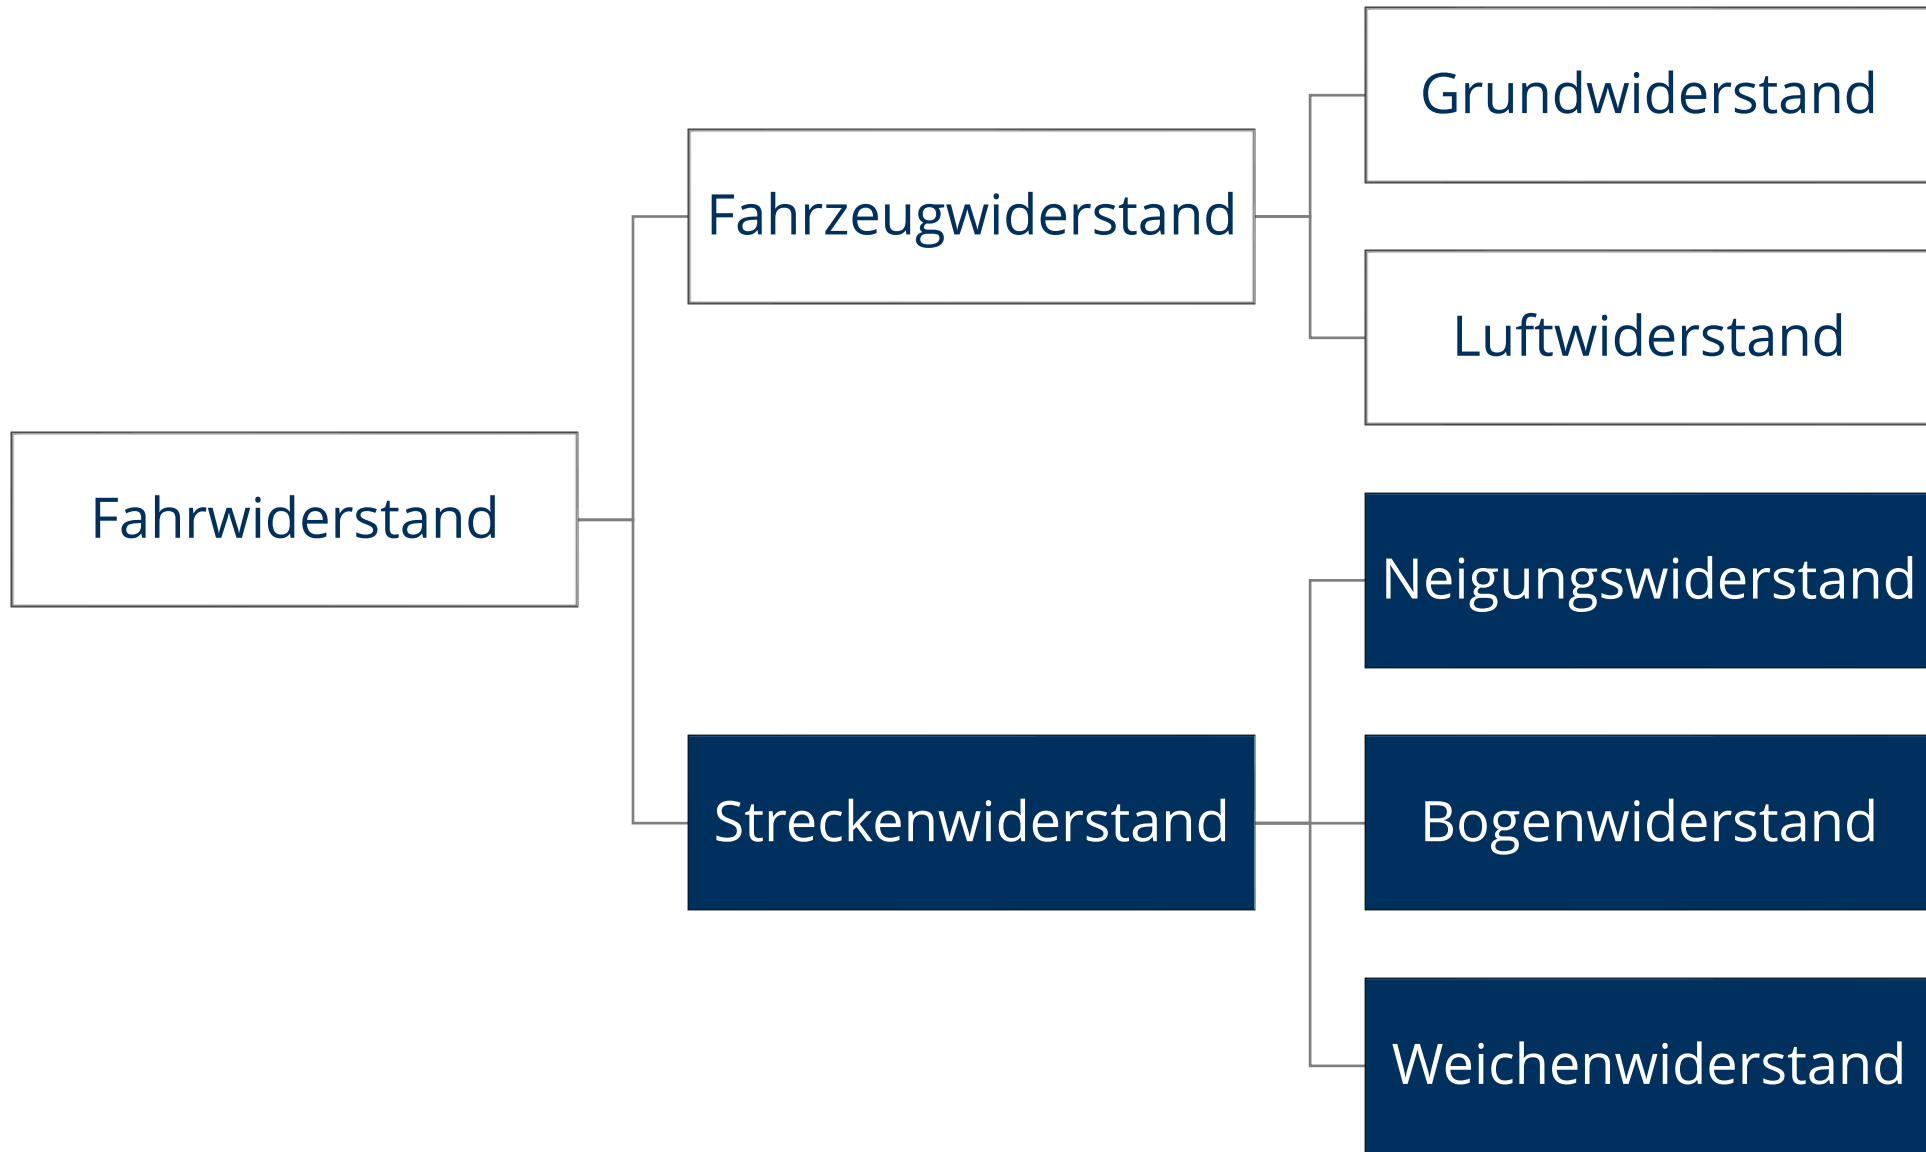 Grundwiderstand
Fahrzeugwiderstand
Luftwiderstand
Fahrwiderstand
Neigungswiderstand
Streckenwiderstand
Bogenwiderstand
Weichenwiderstand